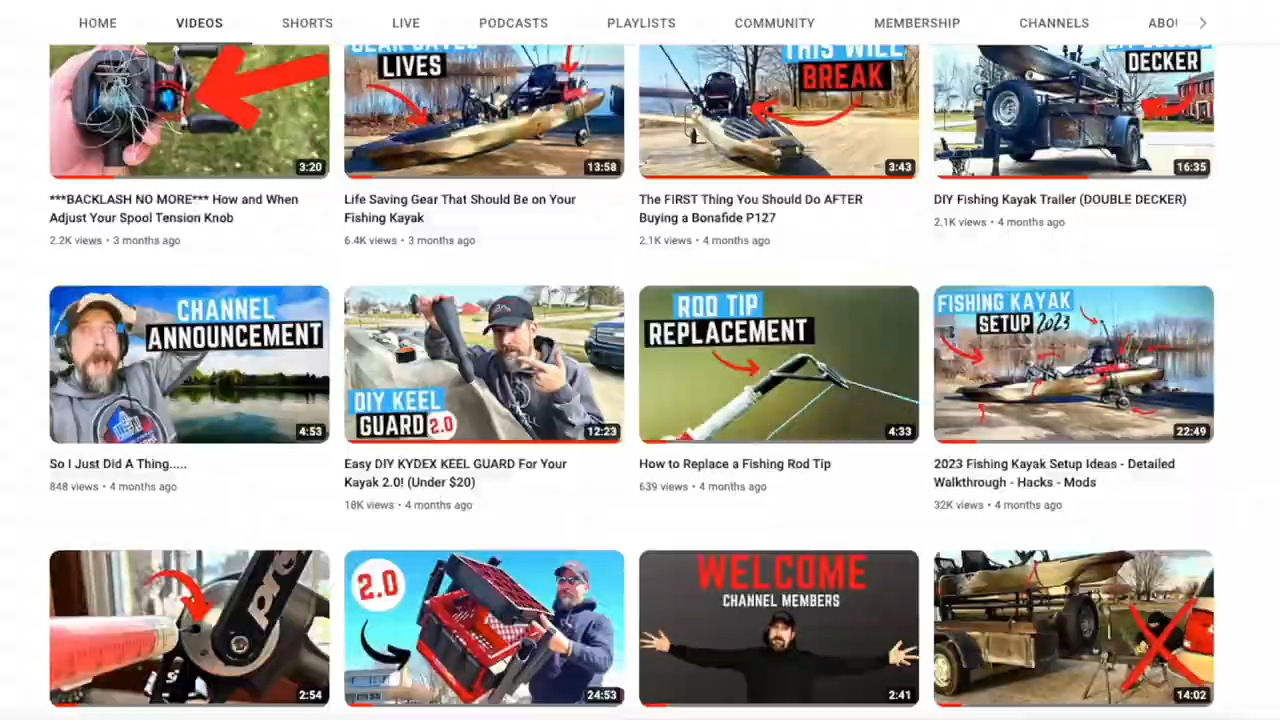 HOME VIDEOS SHORTS LIVE PODCASTS PLAYLISTS COMMUNITY MEMBERSHIP CHANNELS
LIVES
THIS WILL
BREAK
DECKER
3:20
13:58
3:43
16:35
***BACKLASH NO MORE*** How and When
Adjust Your Spool Tension Knob
2.2K views • 3 months ago
Life Saving Gear That Should Be on Your
Fishing Kayak
6.4K views • 3 months ago
The FIRST Thing You Should Do AFTER
Buying a Bonafide P127
2.1K views • 4 months ago
DIY Fishing Kayak Trailer (DOUBLE DECKER)
2.1K views • 4 months ago
CHANNEL
ANNOUNCEMENT
4:53
DIY KEEL
GUARD 2.0
12:23
ROD TIP
REPLACEMENT
4:33
FISHING KAYAK
SETUP 2023
22:49
So I Just Did A Thing.....
848 views • 4 months ago
Easy DIY KYDEX KEEL GUARD For Your
Kayak 2.0! (Under $20)
18K views • 4 months ago
How to Replace a Fishing Rod Tip
639 views • 4 months ago
2023 Fishing Kayak Setup Ideas - Detailed
Walkthrough - Hacks - Mods
32K views • 4 months ago
pro
2:54
2.0
24:53
WELCOME
CHANNEL MEMBERS
2:41
14:02